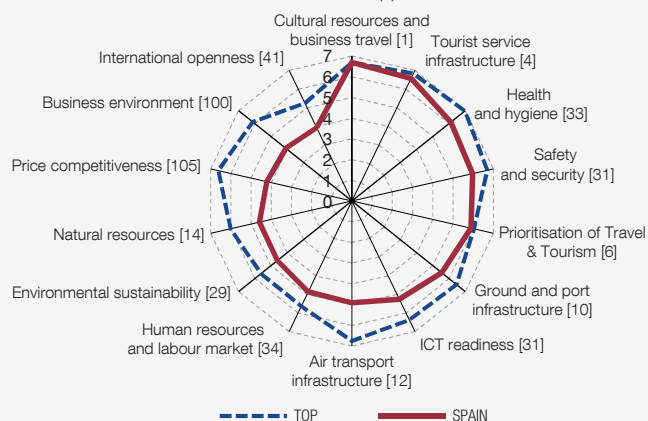 Cultural resources and
business travel [1]
Tourist service
infrastructure [4]
Health
and hygiene [33]
Safety
and security [31]
Prioritisation of Travel
& Tourism [6]
Ground and port
infrastructure [10]
ICT readiness [31]
Air transport
infrastructure [12]
Human resources
and labour market [34]
Environmental sustainability [29]
Natural resources [14]
Price competitiveness [105]
Business environment [100]
International openness [41]
7
6
5
4
3
2
1
0
TOP
SPAIN